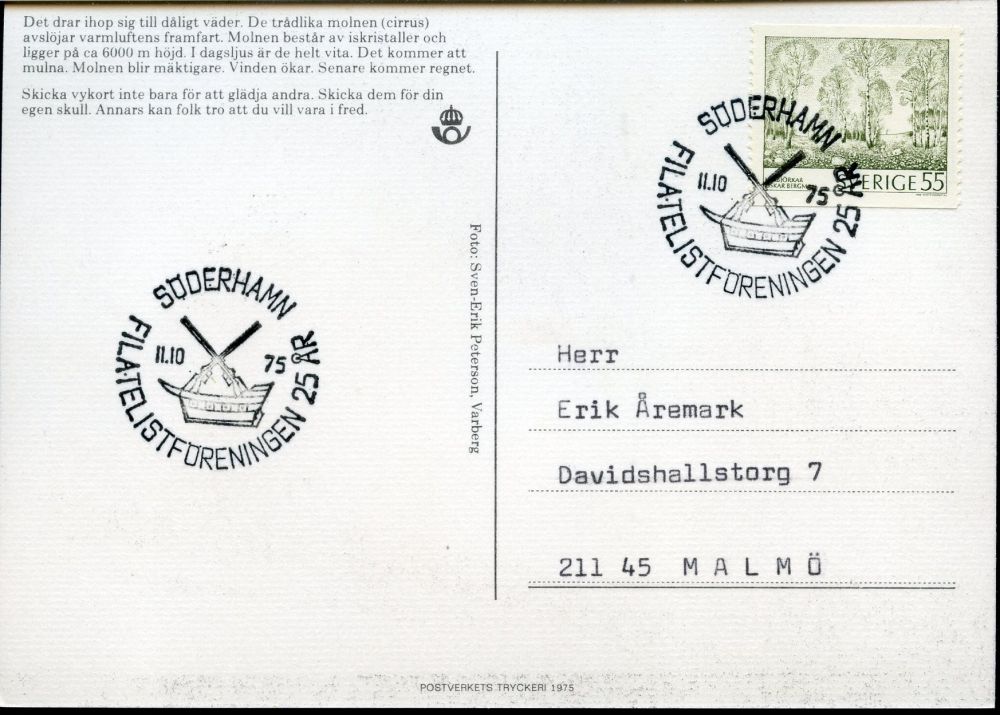 Det drar ihop sig till dåligt väder. De trådlika molnen (cirrus)
avslöjar varmluftens framfart. Molnen består av iskristaller och
ligger på ca 6000 m höjd. I dagsljus är de helt vita. Det kommer att
mulna. Molnen blir mäktigare. Vinden ökar. Senare kommer regnet.
Skicka vykort inte bara för att glädja andra. Skicka dem för din
egen skull. Annars kan folk tro att du vill vara i fred.
SÖDERHAMN
11.10 75
FILATELISTFÖRENINGEN 25 ÅR
BJÖRKAR
SVERIGE 55
SÖDERHAMN
11.10 75
FILATELISTFÖRENINGEN 25 ÅR
Foto: Sven-Erik Peterson, Varberg
Herr
Erik Åremark
Davidshallstorg 7
211 45 MALMÖ
POSTVERKETS TRYCKERI 1975